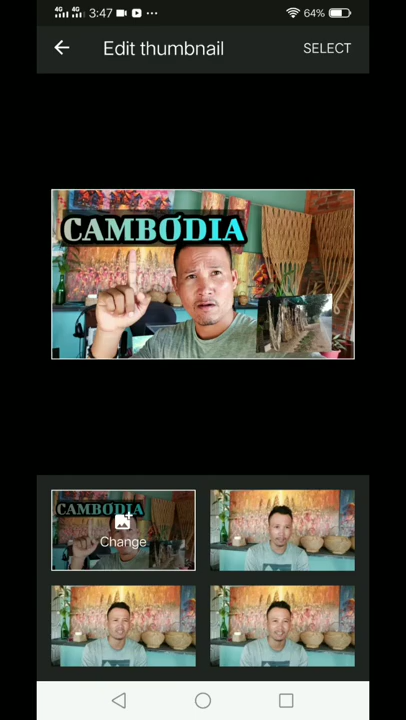 4G 4G 3:47 ... 64%
Edit thumbnail SELECT
CAMBODIA
CAMBODIA
Change